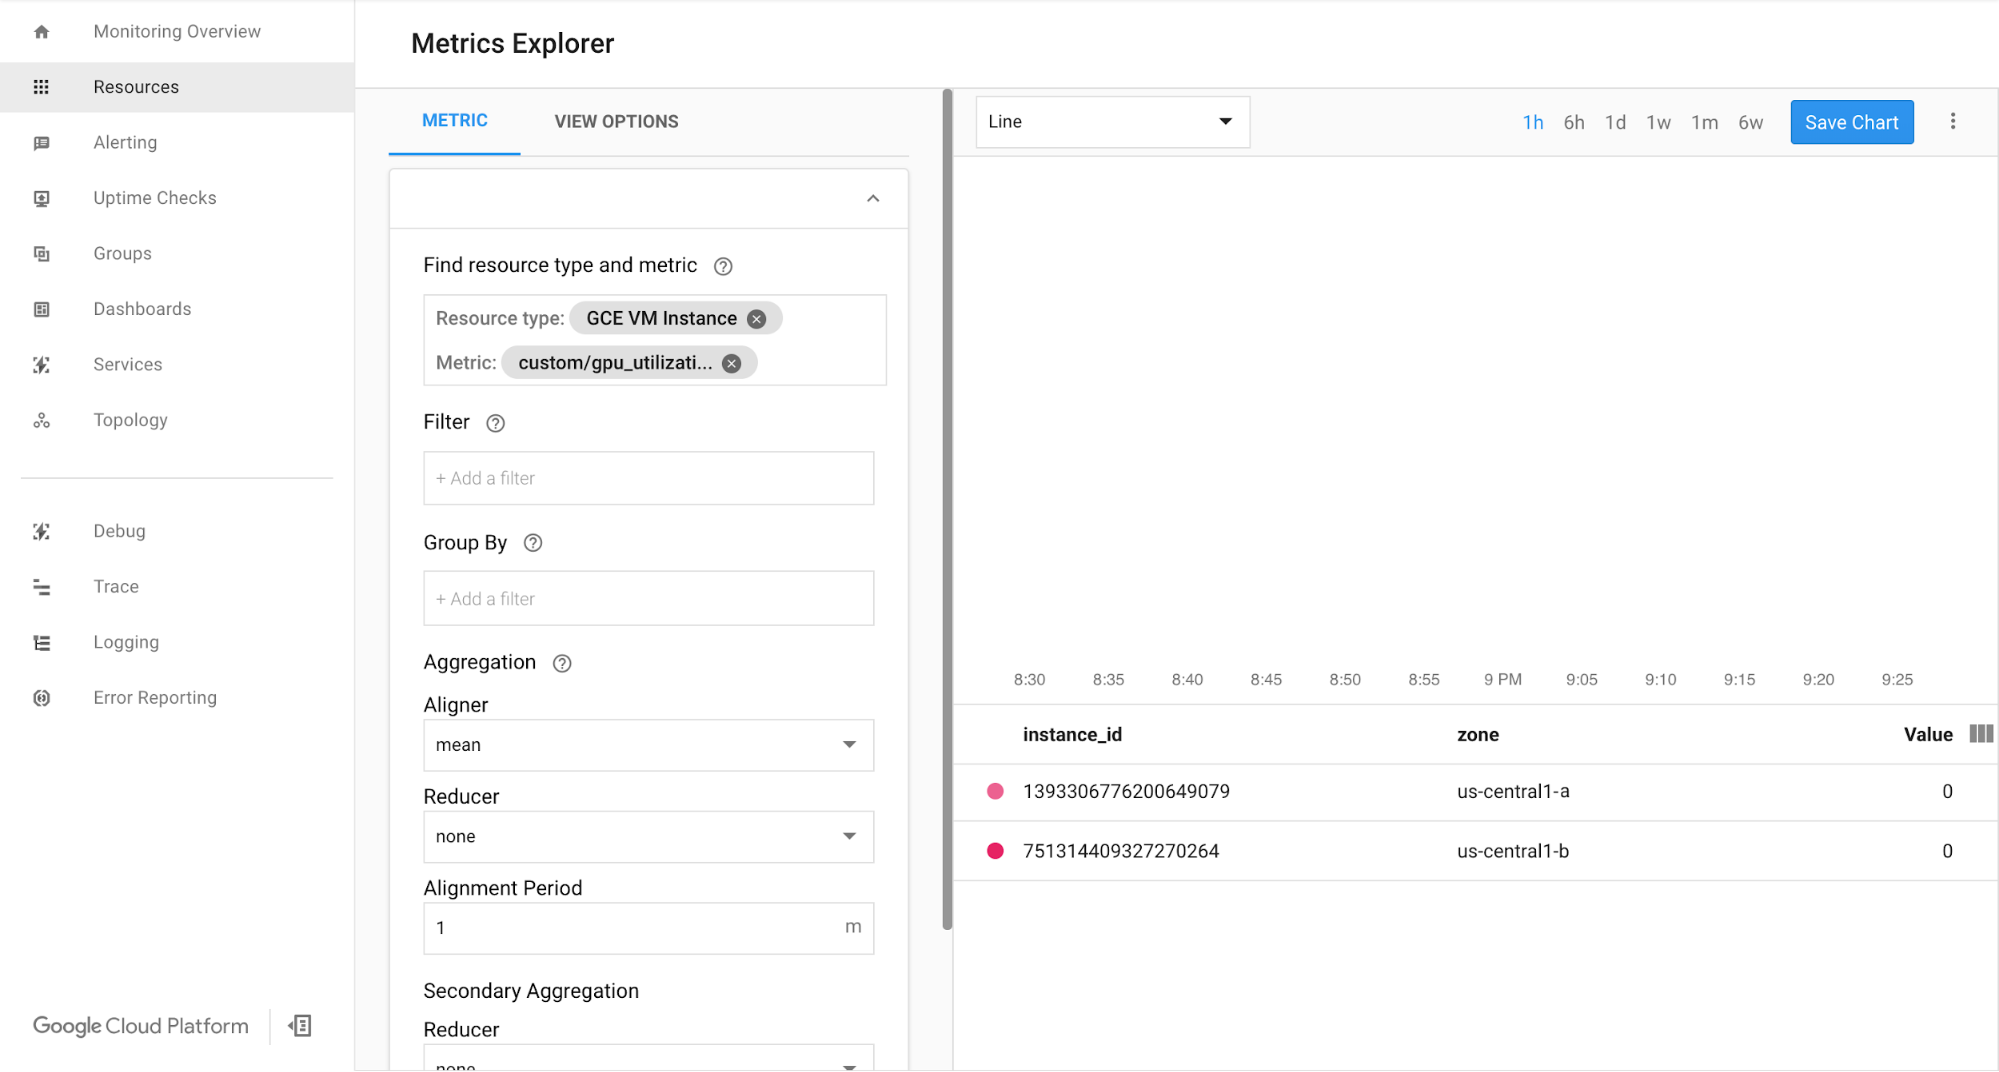 Monitoring Overview
Resources
Alerting
Uptime Checks
Groups
Dashboards
Services
Topology
Debug
Trace
Logging
Error Reporting
Google Cloud Platform
Metrics Explorer
METRIC
VIEW OPTIONS
Find resource type and metric
Resource type: GCE VM Instance
Metric: custom/gpu_utilizati...
Filter
+ Add a filter
Group By
+ Add a filter
Aggregation
Aligner
mean
Reducer
none
Alignment Period
1 m
Secondary Aggregation
Reducer
none
Line
1h 6h 1d 1w 1m 6w
Save Chart
8:30 8:35 8:40 8:45 8:50 8:55 9 PM 9:05 9:10 9:15 9:20 9:25
instance_id zone Value
1393306776200649079 us-central1-a 0
751314409327270264 us-central1-b 0